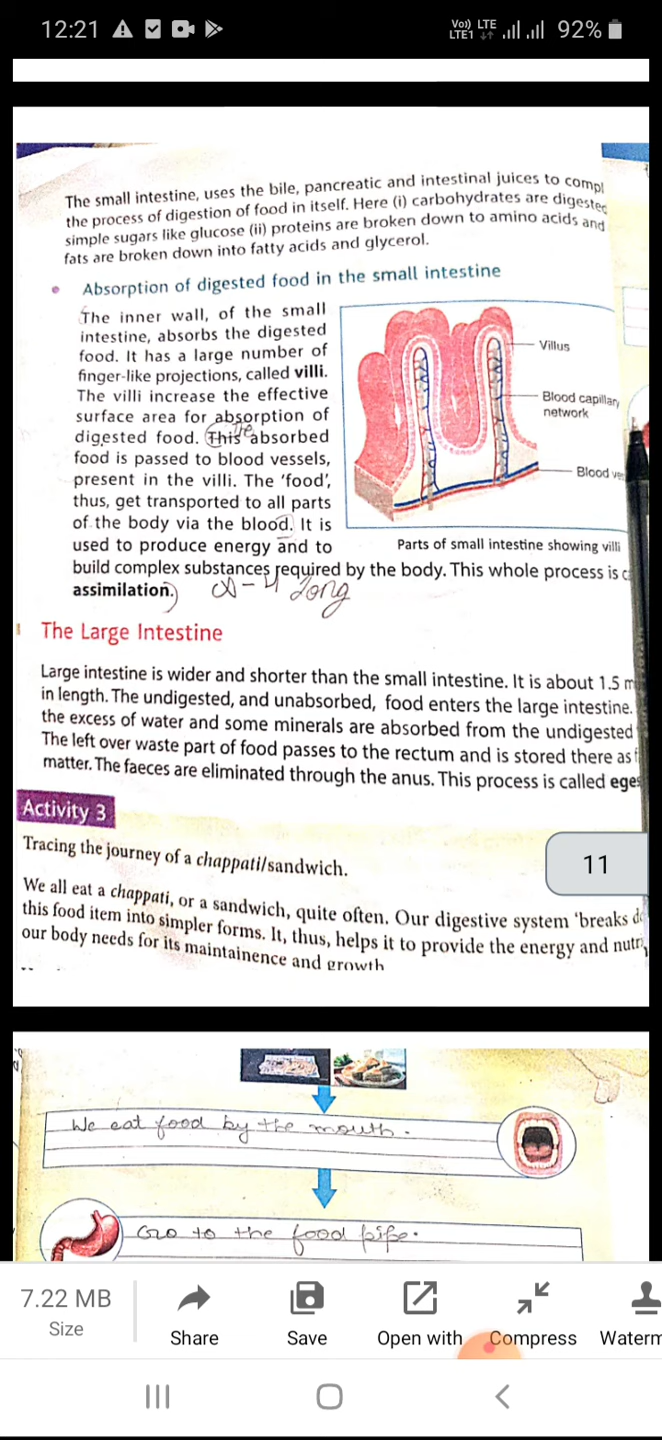 12:21
Vo) LTE
LTE1
92%
The small intestine, uses the bile, pancreatic and intestinal juices to compl
the process of digestion of food in itself. Here (i) carbohydrates are digested
simple sugars like glucose (ii) proteins are broken down to amino acids and
fats are broken down into fatty acids and glycerol.
• Absorption of digested food in the small intestine
The inner wall, of the small
intestine, absorbs the digested
food. It has a large number of
finger-like projections, called villi.
The villi increase the effective
surface area for absorption of
digested food. This The absorbed
food is passed to blood vessels,
present in the villi. The 'food',
thus, get transported to all parts
of the body via the blood. It is
used to produce energy and to
build complex substances required by the body. This whole process is c
assimilation.
Long
Villus
Blood capillary
network
Blood ve
Parts of small intestine showing villi
The Large Intestine
Large intestine is wider and shorter than the small intestine. It is about 1.5 m
in length. The undigested, and unabsorbed, food enters the large intestine.
the excess of water and some minerals are absorbed from the undigested
The left over waste part of food passes to the rectum and is stored there as f
matter. The faeces are eliminated through the anus. This process is called eges
Activity 3
Tracing the journey of a chappati/sandwich.
11
We all eat a chappati, or a sandwich, quite often. Our digestive system 'breaks do
this food item into simpler forms. It, thus, helps it to provide the energy and nutri
our body needs for its maintainence and growth
We eat food by the mouth.
Go to the food pipe.
7.22 MB
Size
Share
Save
Open with
Compress
Waterm